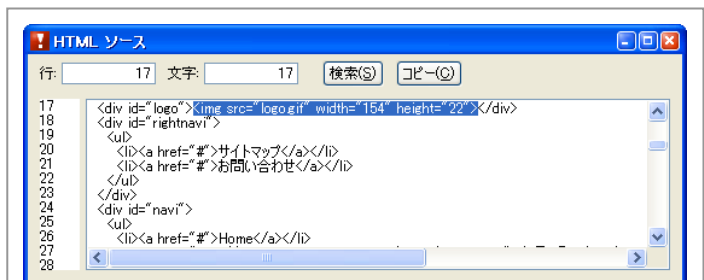 HTML ソース
行: 17 文字: 17 検索(S) コピー(C)
17 <div id="logo"><img src="logo.gif" width="154" height="22"></div>
18 <div id="rightnavi">
19 <ul>
20 <li><a href="#">サイトマップ</a></li>
21 <li><a href="#">お問い合わせ</a></li>
22 </ul>
23 </div>
24 <div id="navi">
25 <ul>
26 <li><a href="#">Home</a></li>
27
28